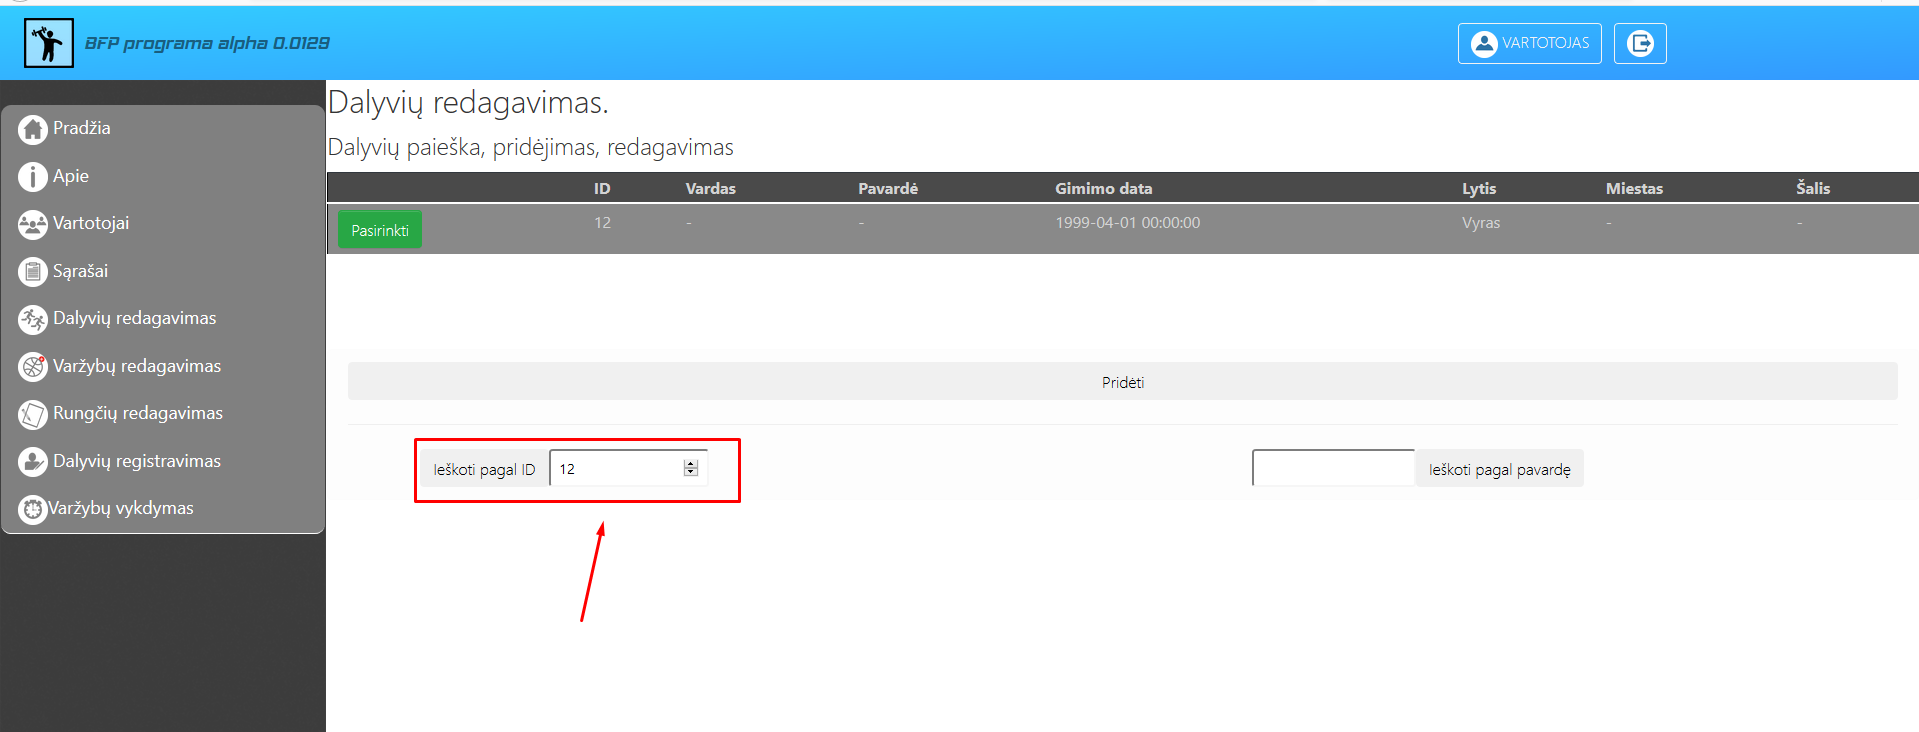 BFP programa alpha 0.0129
VARTOTOJAS
Pradžia
Apie
Vartotojai
Sąrašai
Dalyvių redagavimas
Varžybų redagavimas
Rungčių redagavimas
Dalyvių registravimas
Varžybų vykdymas
Dalyvių redagavimas.
Dalyvių paieška, pridėjimas, redagavimas
ID Vardas Pavardė Gimimo data Lytis Miestas Šalis
Pasirinkti 12 - - 1999-04-01 00:00:00 Vyras - -
Pridėti
Ieškoti pagal ID 12 Ieškoti pagal pavardę